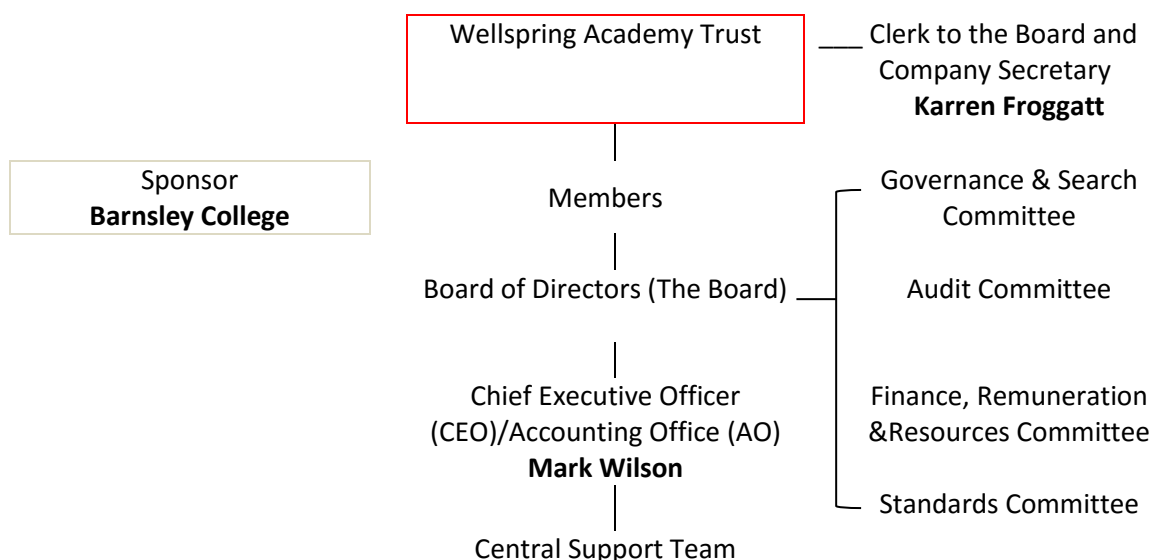 Wellspring Academy Trust
Clerk to the Board and
Company Secretary
Karren Froggatt
Sponsor
Barnsley College
Members
Governance & Search
Committee
Board of Directors (The Board)
Audit Committee
Chief Executive Officer
(CEO)/Accounting Office (AO)
Mark Wilson
Finance, Remuneration
&Resources Committee
Standards Committee
Central Support Team